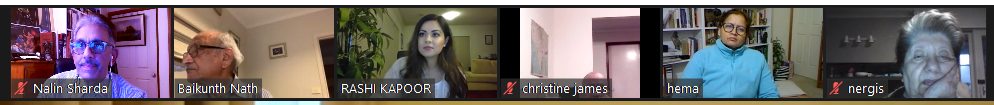 Nalin Sharda
Baikunth Nath
RASHI KAPOOR
christine james
hema
nergis